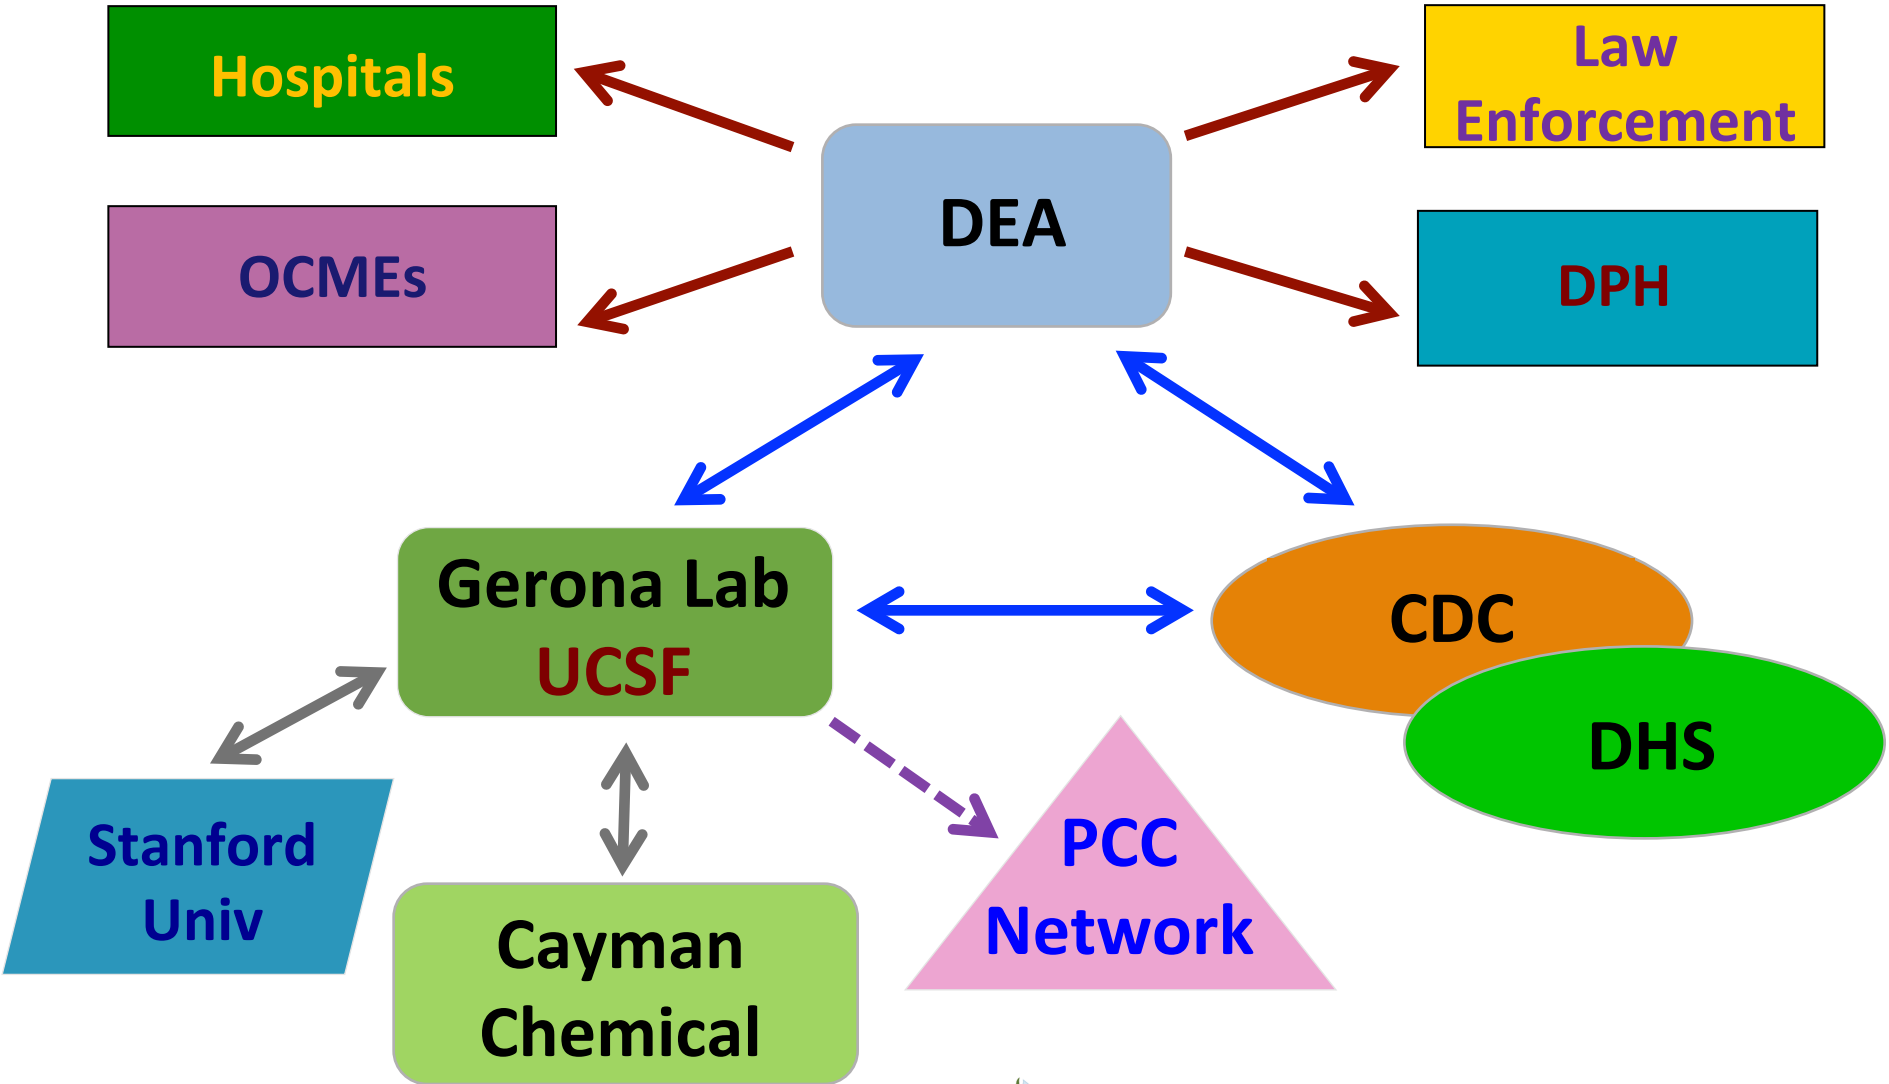 Hospitals
Law
Enforcement
DEA
OCMEs
DPH
Gerona Lab
UCSF
CDC
DHS
Stanford
Univ
PCC
Network
Cayman
Chemical